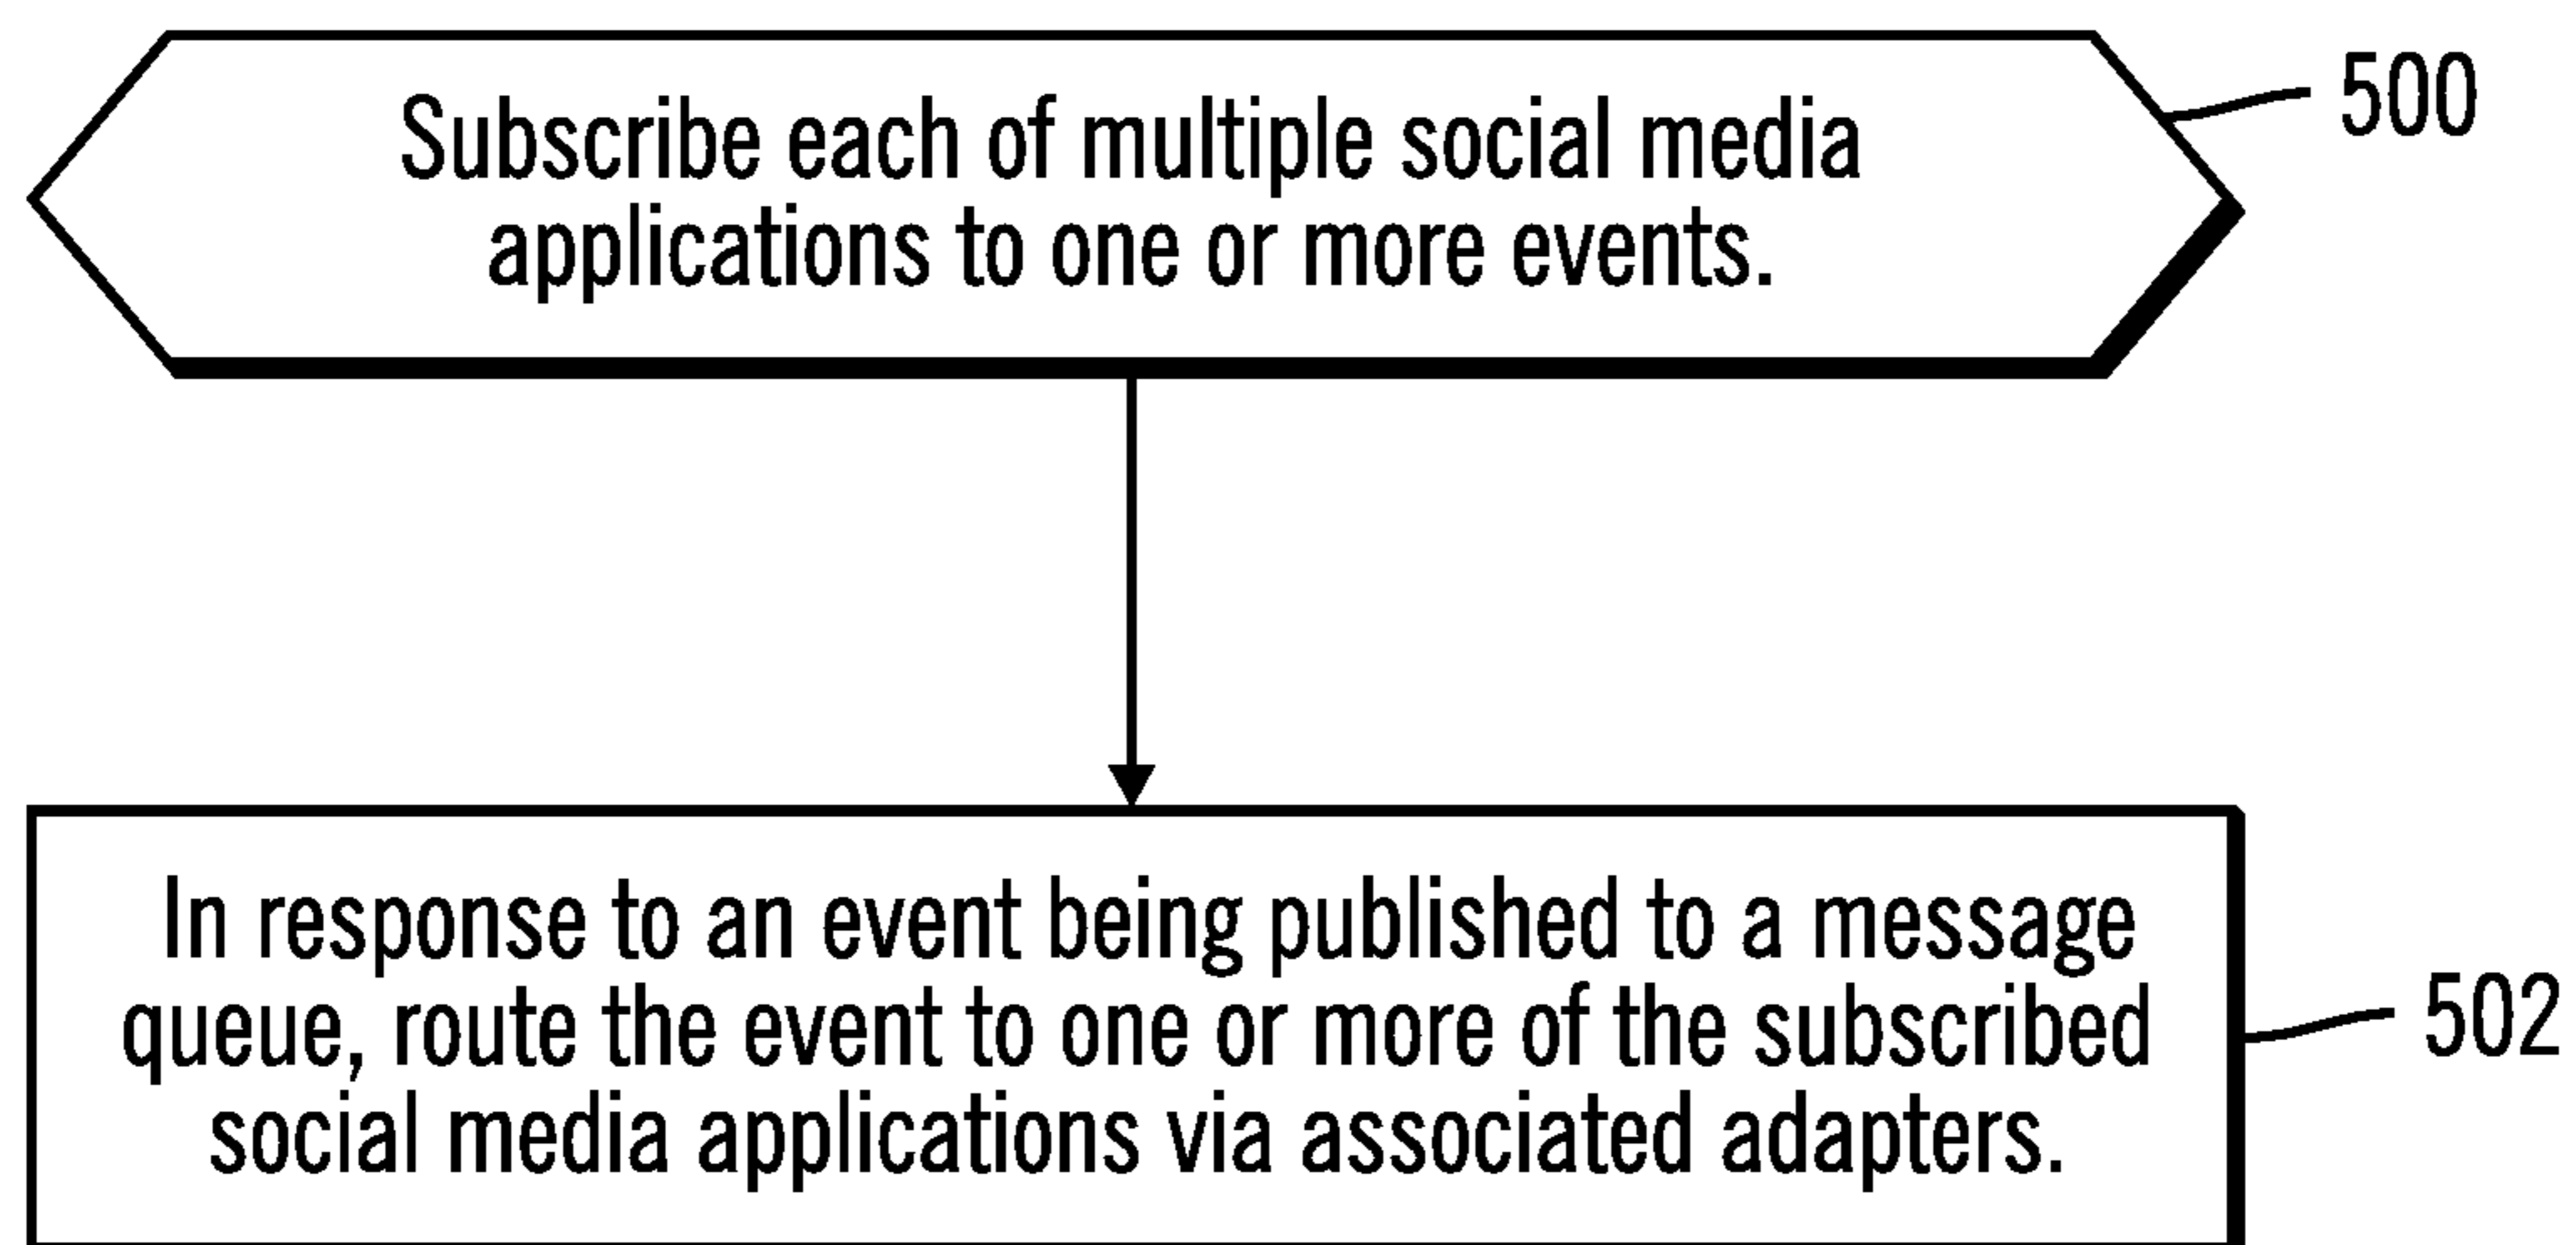 Subscribe each of multiple social media
applications to one or more events.
500
In response to an event being published to a message
queue, route the event to one or more of the subscribed
social media applications via associated adapters.
502